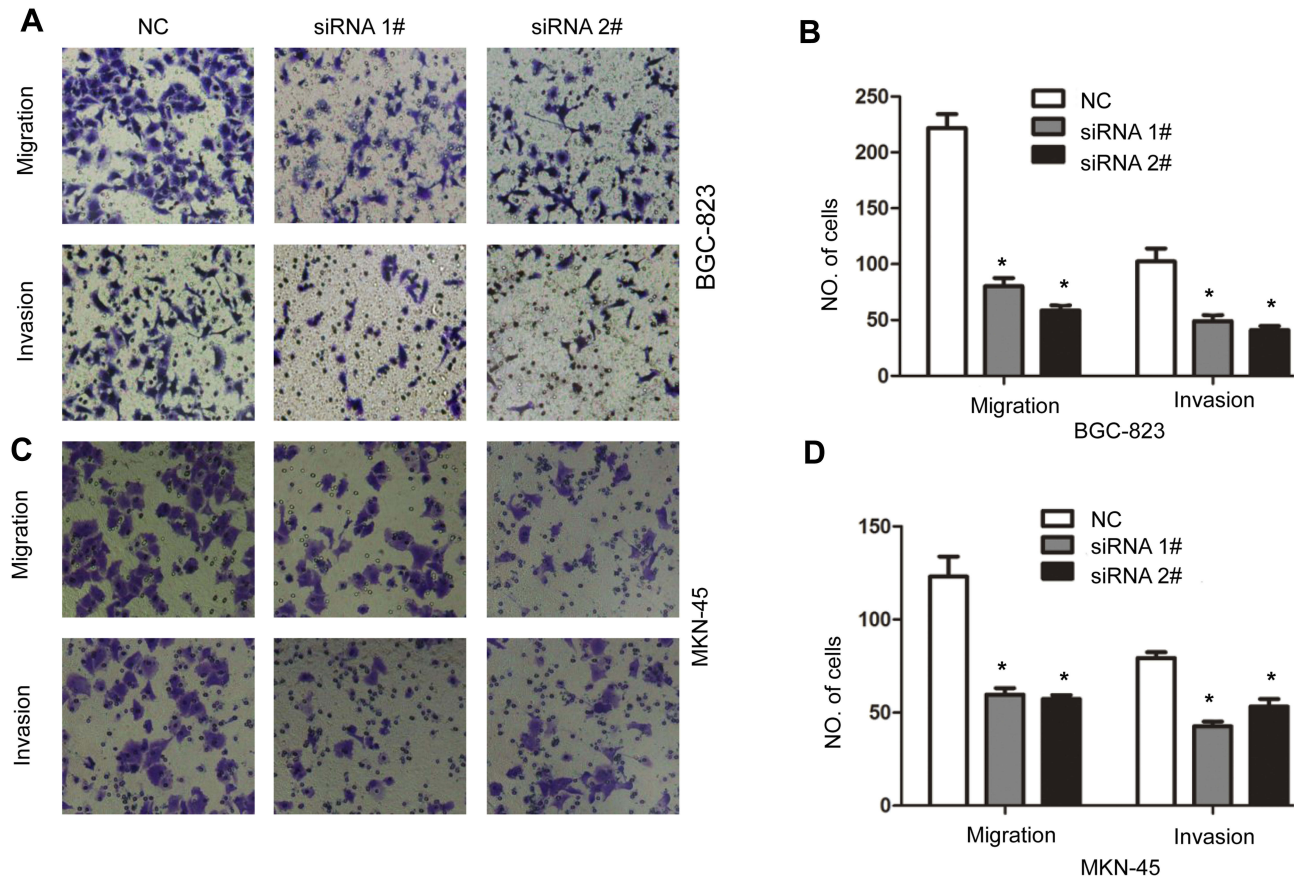 A
NC
siRNA 1#
siRNA 2#
Migration
Invasion
BGC-823
B
250
200
150
100
50
0
NO. of cells
NC
siRNA 1#
siRNA 2#
*
*
*
*
Migration
Invasion
BGC-823
C
Migration
Invasion
MKN-45
D
150
100
50
0
NO. of cells
NC
siRNA 1#
siRNA 2#
*
*
*
*
Migration
Invasion
MKN-45